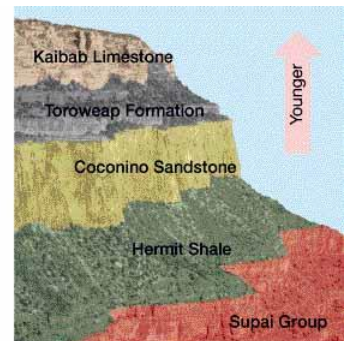 Kaibab Limestone
Toroweap Formation
Younger
Coconino Sandstone
Hermit Shale
Supai Group